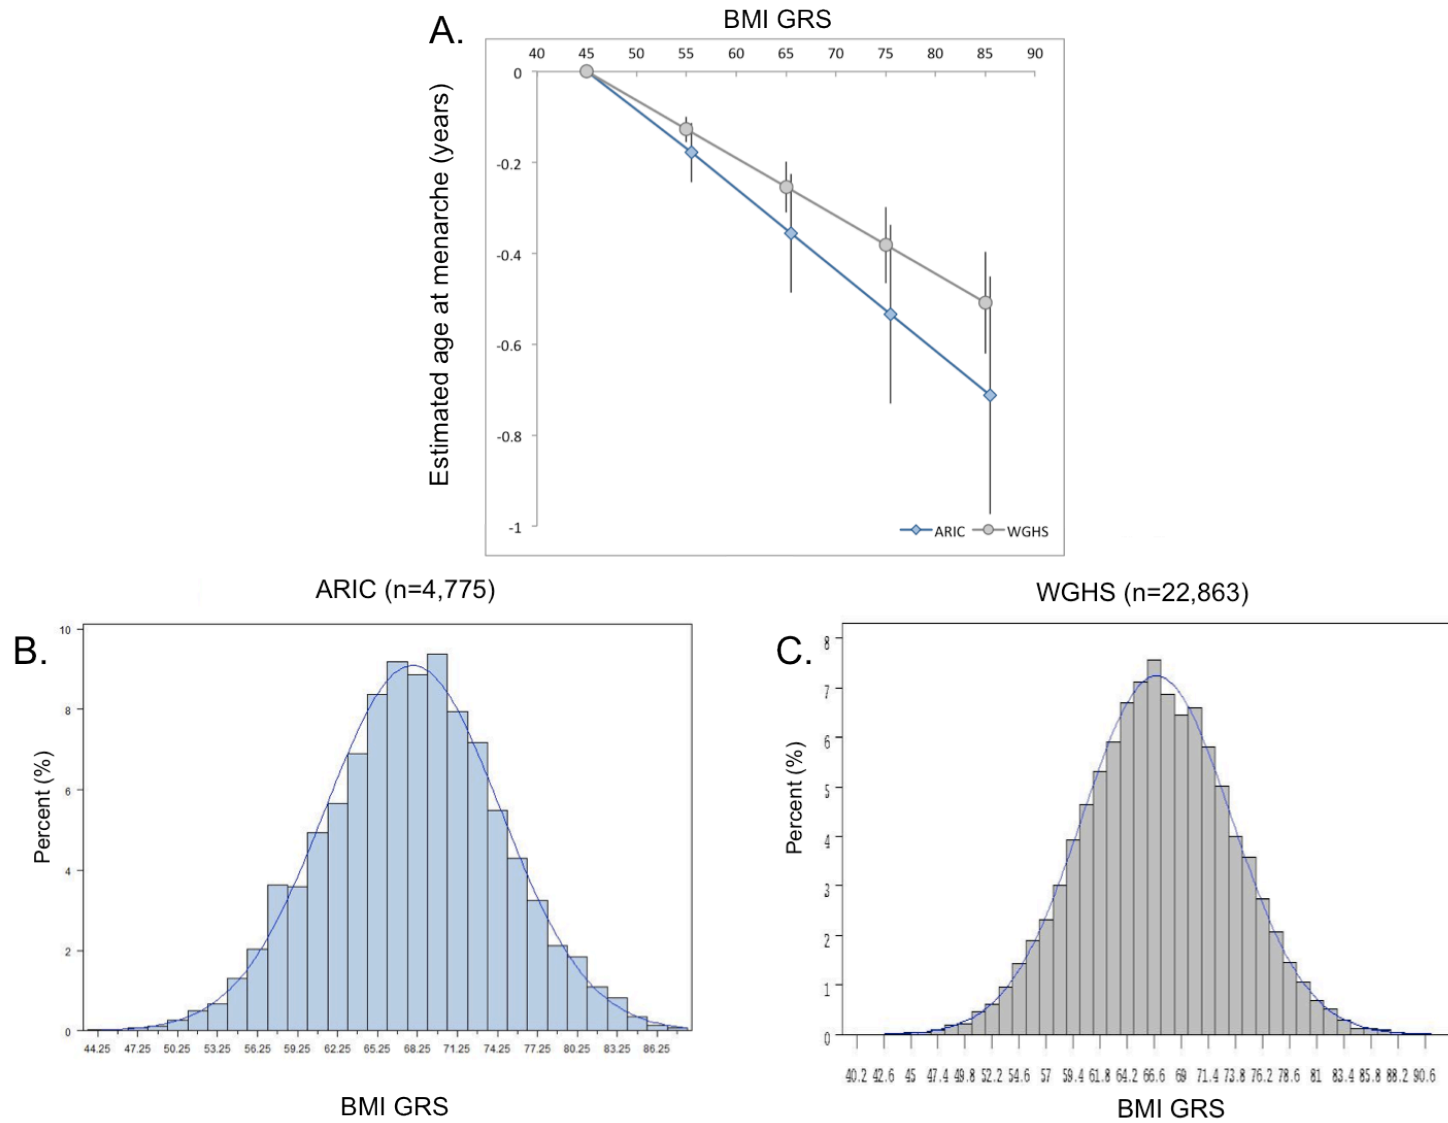 BMI GRS
A.
40 45 50 55 60 65 70 75 80 85 90
Estimated age at menarche (years)
0
-0.2
-0.4
-0.6
-0.8
-1
ARIC WGHS
ARIC (n=4,775)
B.
Percent (%)
10
8
6
4
2
0
44.25 47.25 50.25 53.25 56.25 59.25 62.25 65.25 68.25 71.25 74.25 77.25 80.25 83.25 86.25
BMI GRS
WGHS (n=22,863)
C.
Percent (%)
8
7
6
5
4
3
2
1
0
40.2 42.6 45 47.4 49.8 52.2 54.6 57 59.4 61.8 64.2 66.6 69 71.4 73.8 76.2 78.6 81 83.4 85.8 88.2 90.6
BMI GRS